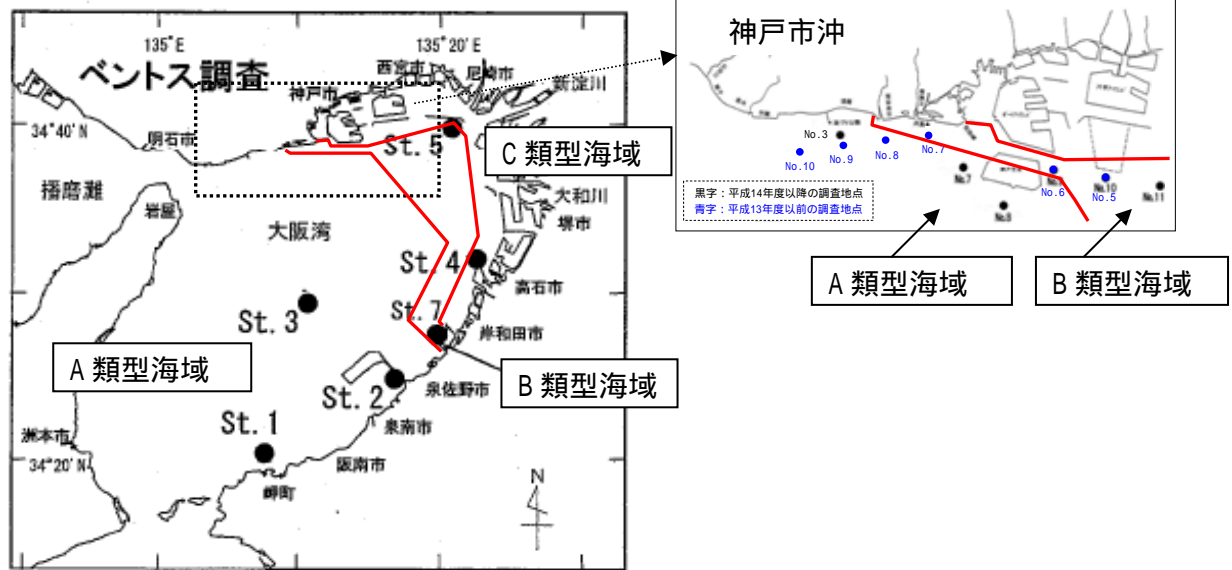 135°E
135°20'E
ベントス調査
神戸市
西宮市
尼崎市
新淀川
34°40'N
明石市
St. 5
C 類型海域
大和川
播磨灘
岩屋
大阪湾
堺市
St. 4
高石市
St. 3
St. 7
岸和田市
A 類型海域
B 類型海域
St. 2
泉佐野市
St. 1
泉南市
洲本市
34°20'N
阪南市
岬町
N
神戸市沖
No.3
No.10
No.9
No.8
No.7
No.7
No.6
No.10
No.5
No.11
No.8
黒字：平成14年度以降の調査地点
青字：平成13年度以前の調査地点
A 類型海域
B 類型海域